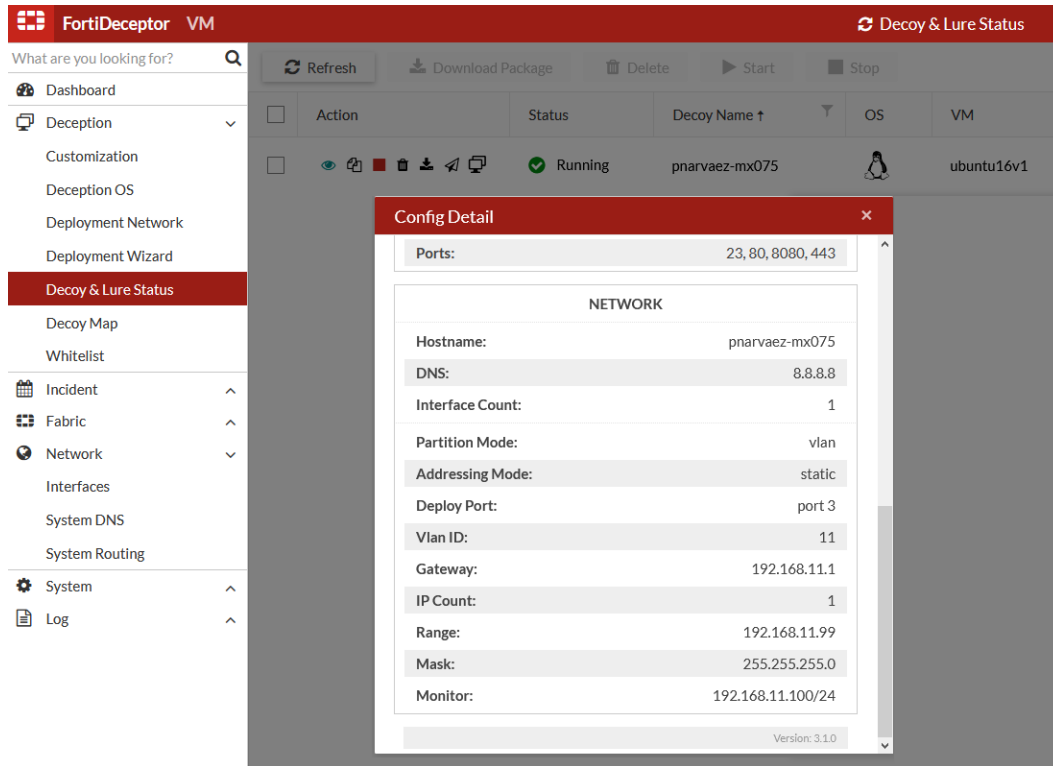 FortiDeceptor VM
Decoy & Lure Status
What are you looking for?
Refresh Download Package Delete Start Stop
Dashboard
Deception
Customization
Deception OS
Deployment Network
Deployment Wizard
Decoy & Lure Status
Decoy Map
Whitelist
Incident
Fabric
Network
Interfaces
System DNS
System Routing
System
Log
Action Status Decoy Name OS VM
Running pnarvaez-mx075 ubuntu16v1
Config Detail ×
Ports: 23, 80, 8080, 443
NETWORK
Hostname: pnarvaez-mx075
DNS: 8.8.8.8
Interface Count: 1
Partition Mode: vlan
Addressing Mode: static
Deploy Port: port 3
Vlan ID: 11
Gateway: 192.168.11.1
IP Count: 1
Range: 192.168.11.99
Mask: 255.255.255.0
Monitor: 192.168.11.100/24
Version: 3.1.0